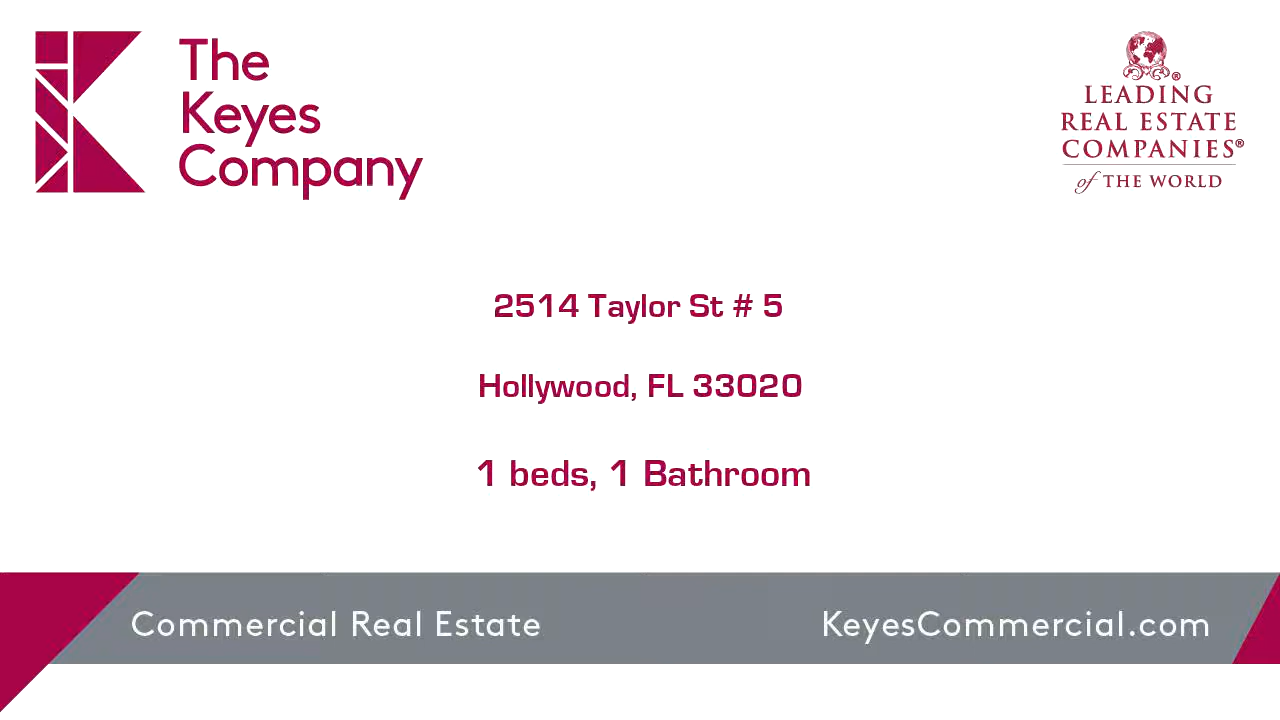 The
Keyes
Company
LEADING
REAL ESTATE
COMPANIES®
of THE WORLD
2514 Taylor St # 5
Hollywood, FL 33020
1 beds, 1 Bathroom
Commercial Real Estate
KeyesCommercial.com